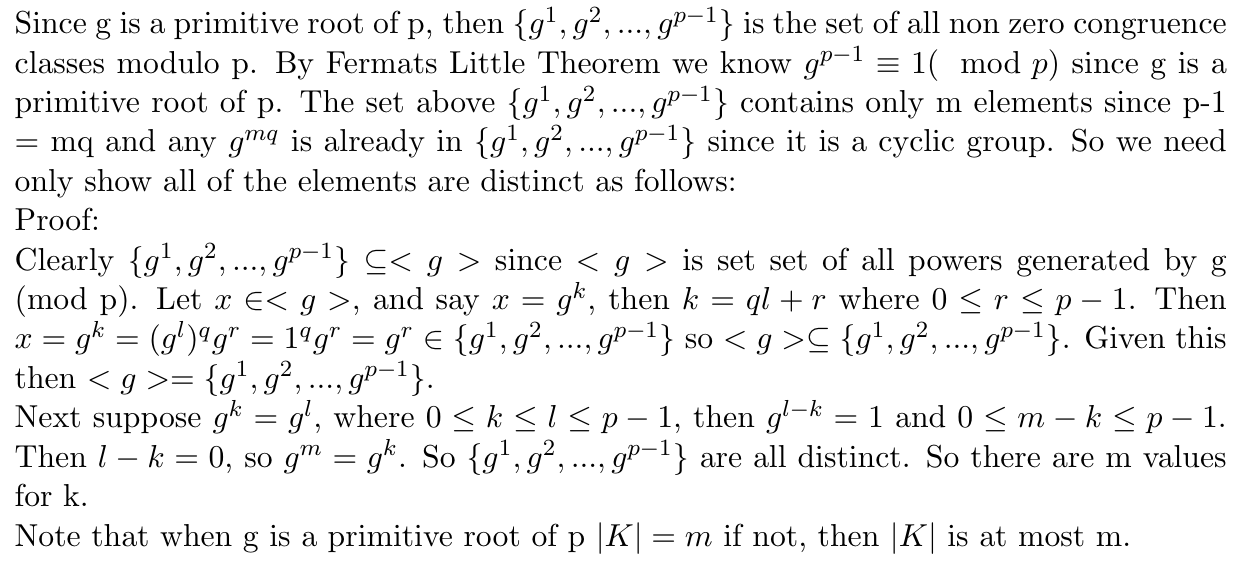 Since g is a primitive root of p, then {g^1, g^2, ..., g^{p−1}} is the set of all non zero congruence
classes modulo p. By Fermats Little Theorem we know g^{p−1} ≡ 1( mod p) since g is a
primitive root of p. The set above {g^1, g^2, ..., g^{p−1}} contains only m elements since p-1
= mq and any g^{mq} is already in {g^1, g^2, ..., g^{p−1}} since it is a cyclic group. So we need
only show all of the elements are distinct as follows:
Proof:
Clearly {g^1, g^2, ..., g^{p−1}} ⊆< g > since < g > is set set of all powers generated by g
(mod p). Let x ∈< g >, and say x = g^k, then k = ql + r where 0 ≤ r ≤ p − 1. Then
x = g^k = (g^l)^q g^r = 1^q g^r = g^r ∈ {g^1, g^2, ..., g^{p−1}} so < g >⊆ {g^1, g^2, ..., g^{p−1}}. Given this
then < g >= {g^1, g^2, ..., g^{p−1}}.
Next suppose g^k = g^l, where 0 ≤ k ≤ l ≤ p − 1, then g^{l−k} = 1 and 0 ≤ m − k ≤ p − 1.
Then l − k = 0, so g^m = g^k. So {g^1, g^2, ..., g^{p−1}} are all distinct. So there are m values
for k.
Note that when g is a primitive root of p |K| = m if not, then |K| is at most m.